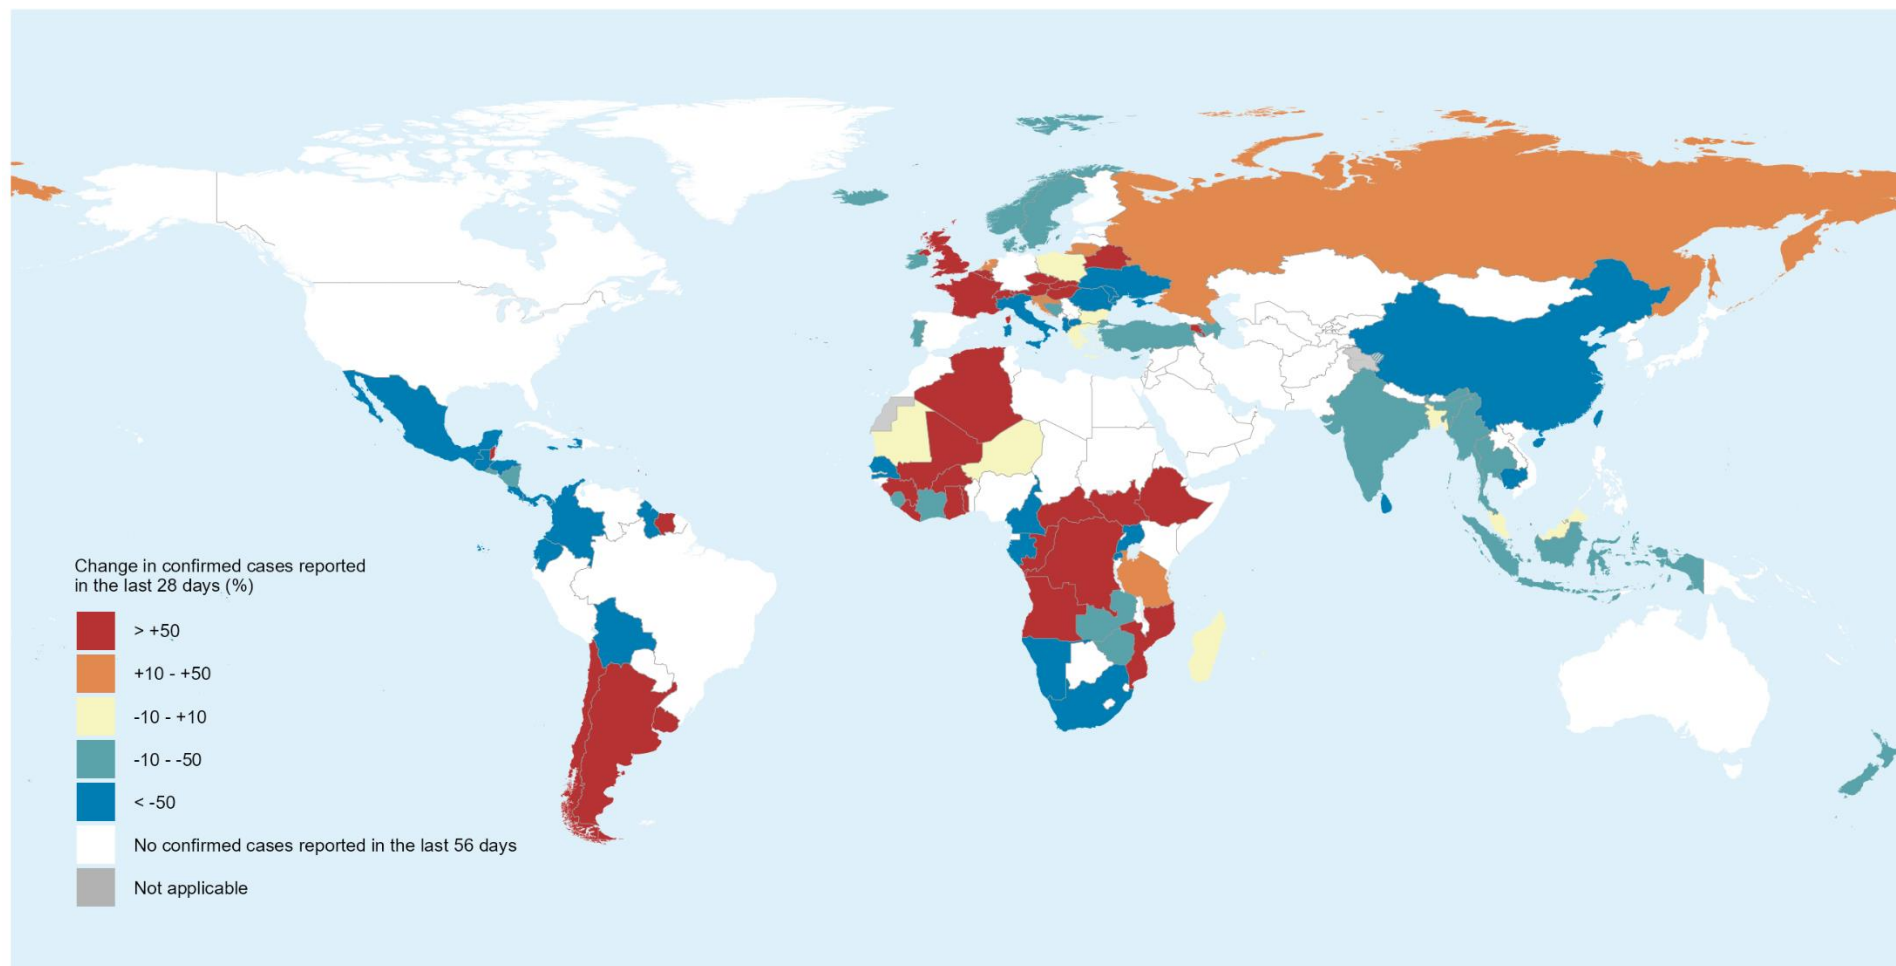 Change in confirmed cases reported
in the last 28 days (%)
> +50
+10 - +50
-10 - +10
-10 - -50
< -50
No confirmed cases reported in the last 56 days
Not applicable